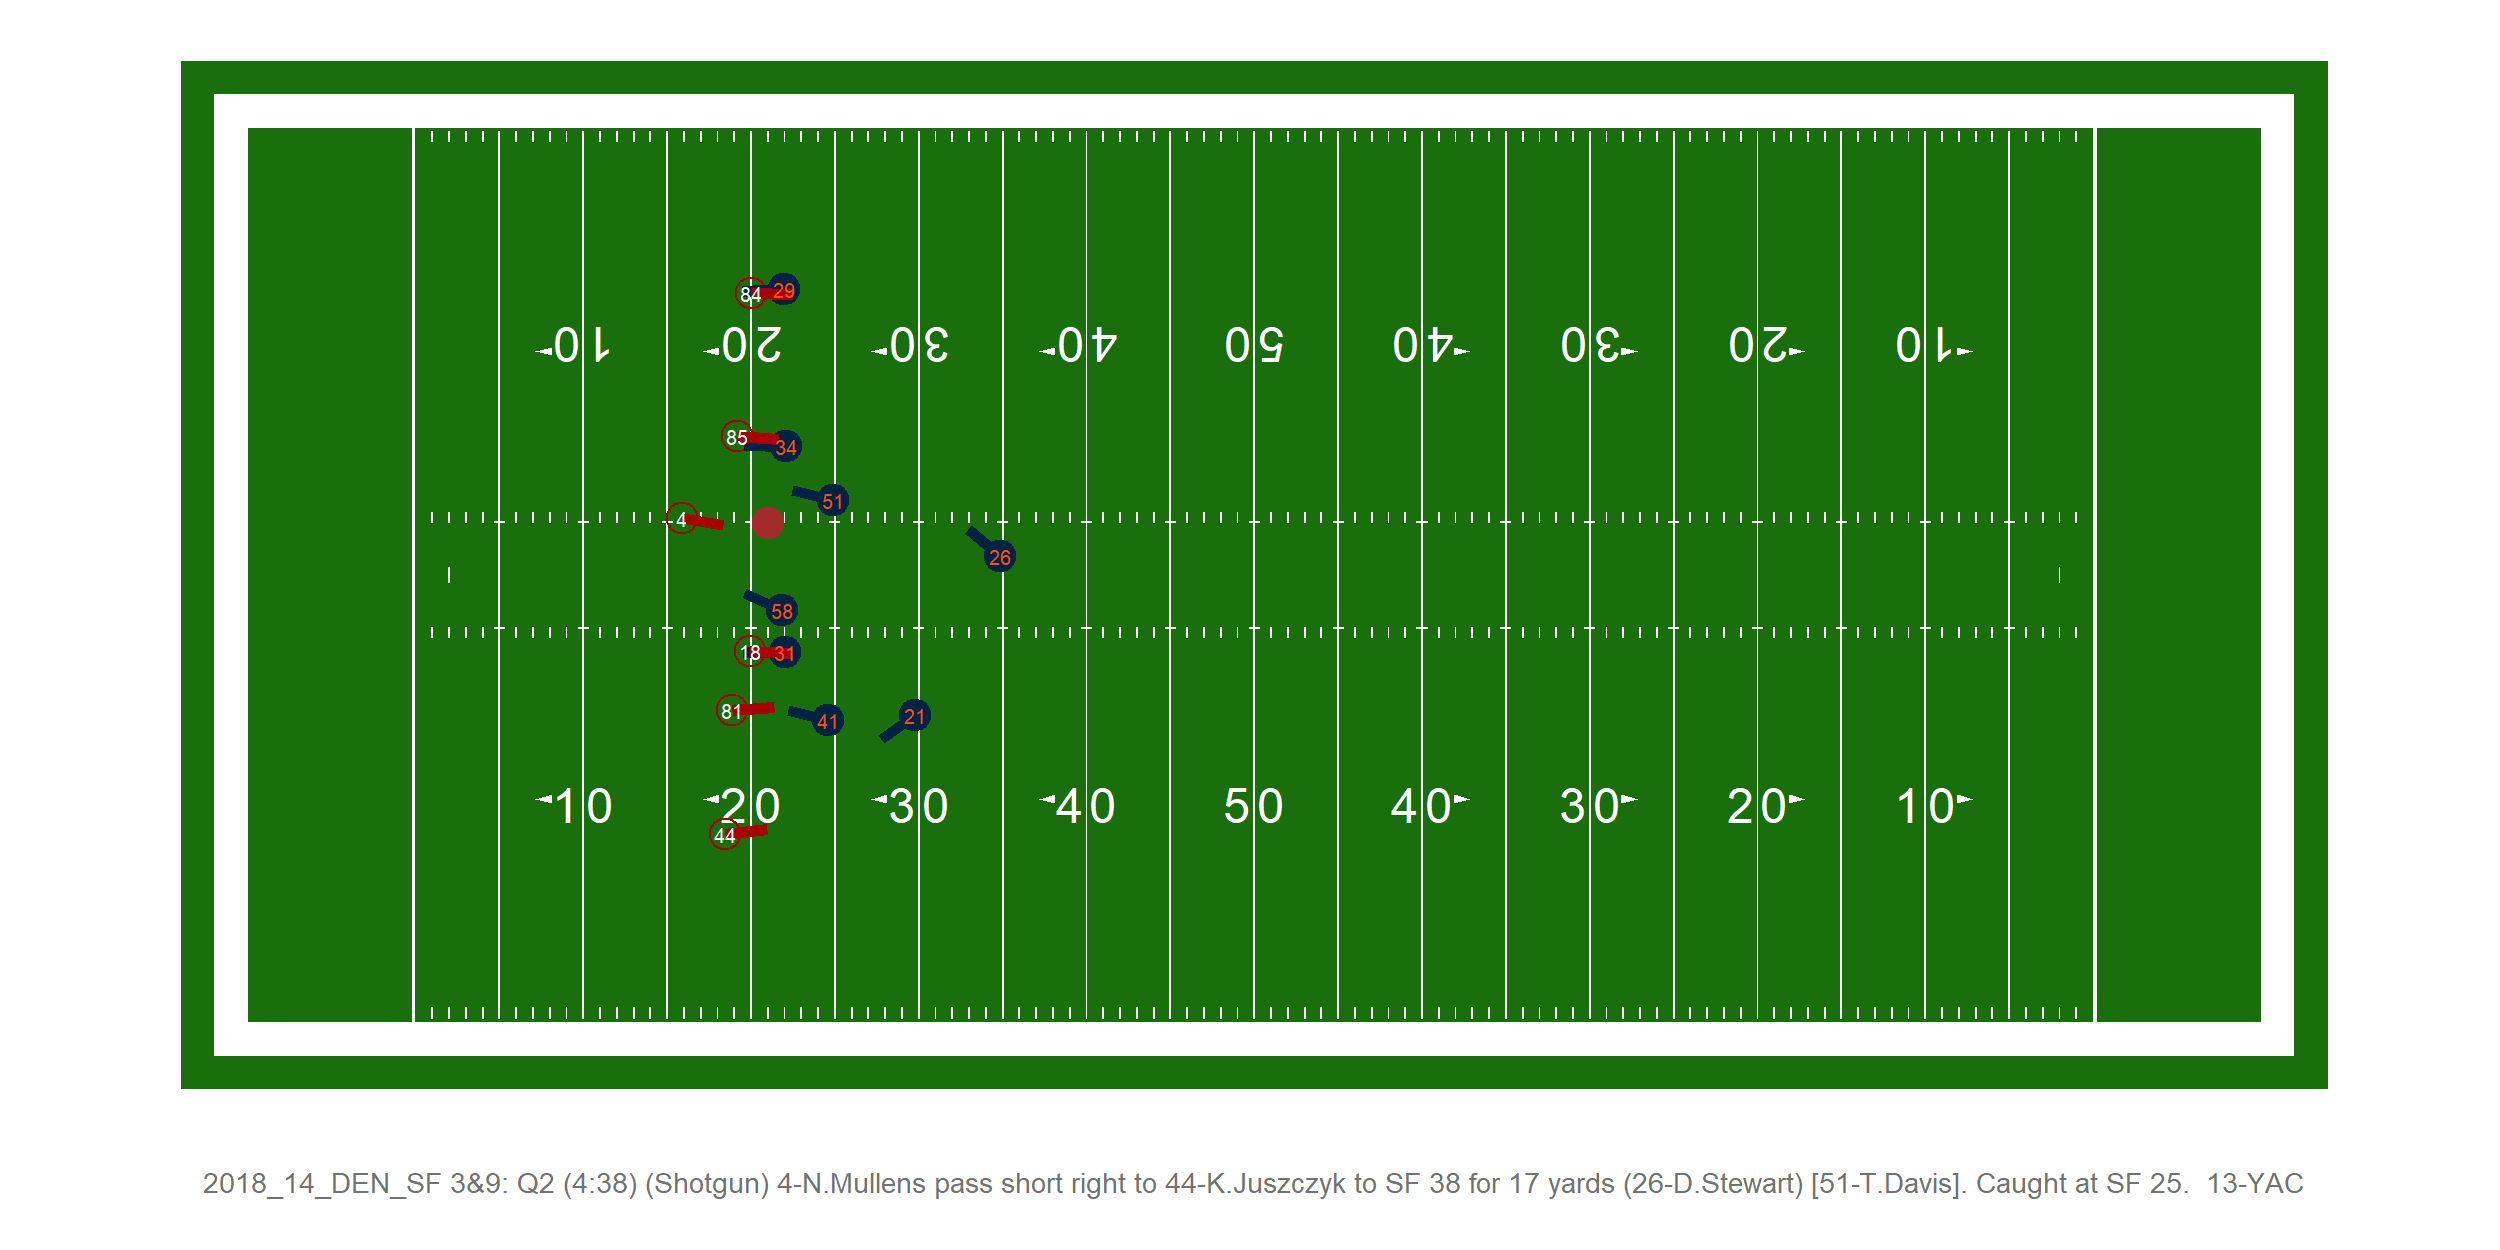 84 29
10 20 30 40 50 40 30 20 10
85 34
51
4
26
58
18 31
81 41 21
10 20 30 40 50 40 30 20 10
44
2018_14_DEN_SF 3&9: Q2 (4:38) (Shotgun) 4-N.Mullens pass short right to 44-K.Juszczyk to SF 38 for 17 yards (26-D.Stewart) [51-T.Davis]. Caught at SF 25.  13-YAC